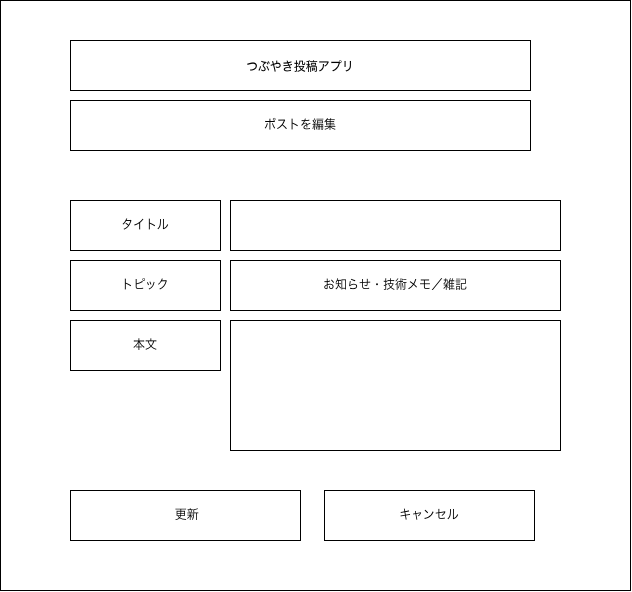 つぶやき投稿アプリ
ポストを編集
タイトル
トピック
お知らせ・技術メモ／雑記
本文
更新
キャンセル